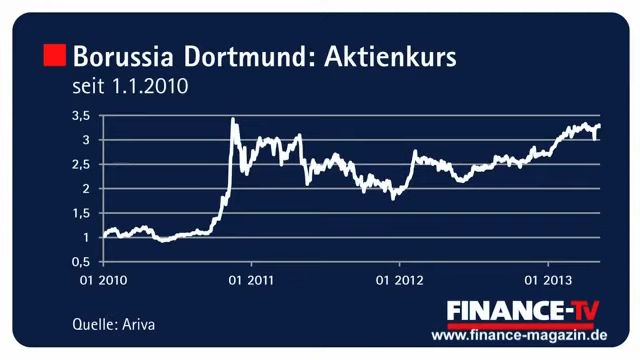 Borussia Dortmund: Aktienkurs
seit 1.1.2010
3,5
3
2,5
2
1,5
1
0,5
01 2010 01 2011 01 2012 01 2013
Quelle: Ariva
FINANCE-TV
www.finance-magazin.de